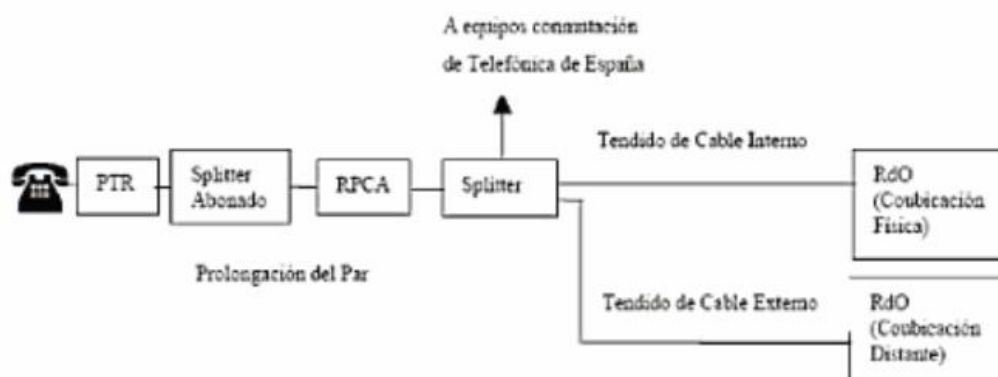 A equipos conmutación
de Telefónica de España
Tendido de Cable Interno
PTR
Splitter
Abonado
RPCA
Splitter
RdO
(Coubicación
Física)
Prolongación del Par
Tendido de Cable Externo
RdO
(Coubicación
Distante)